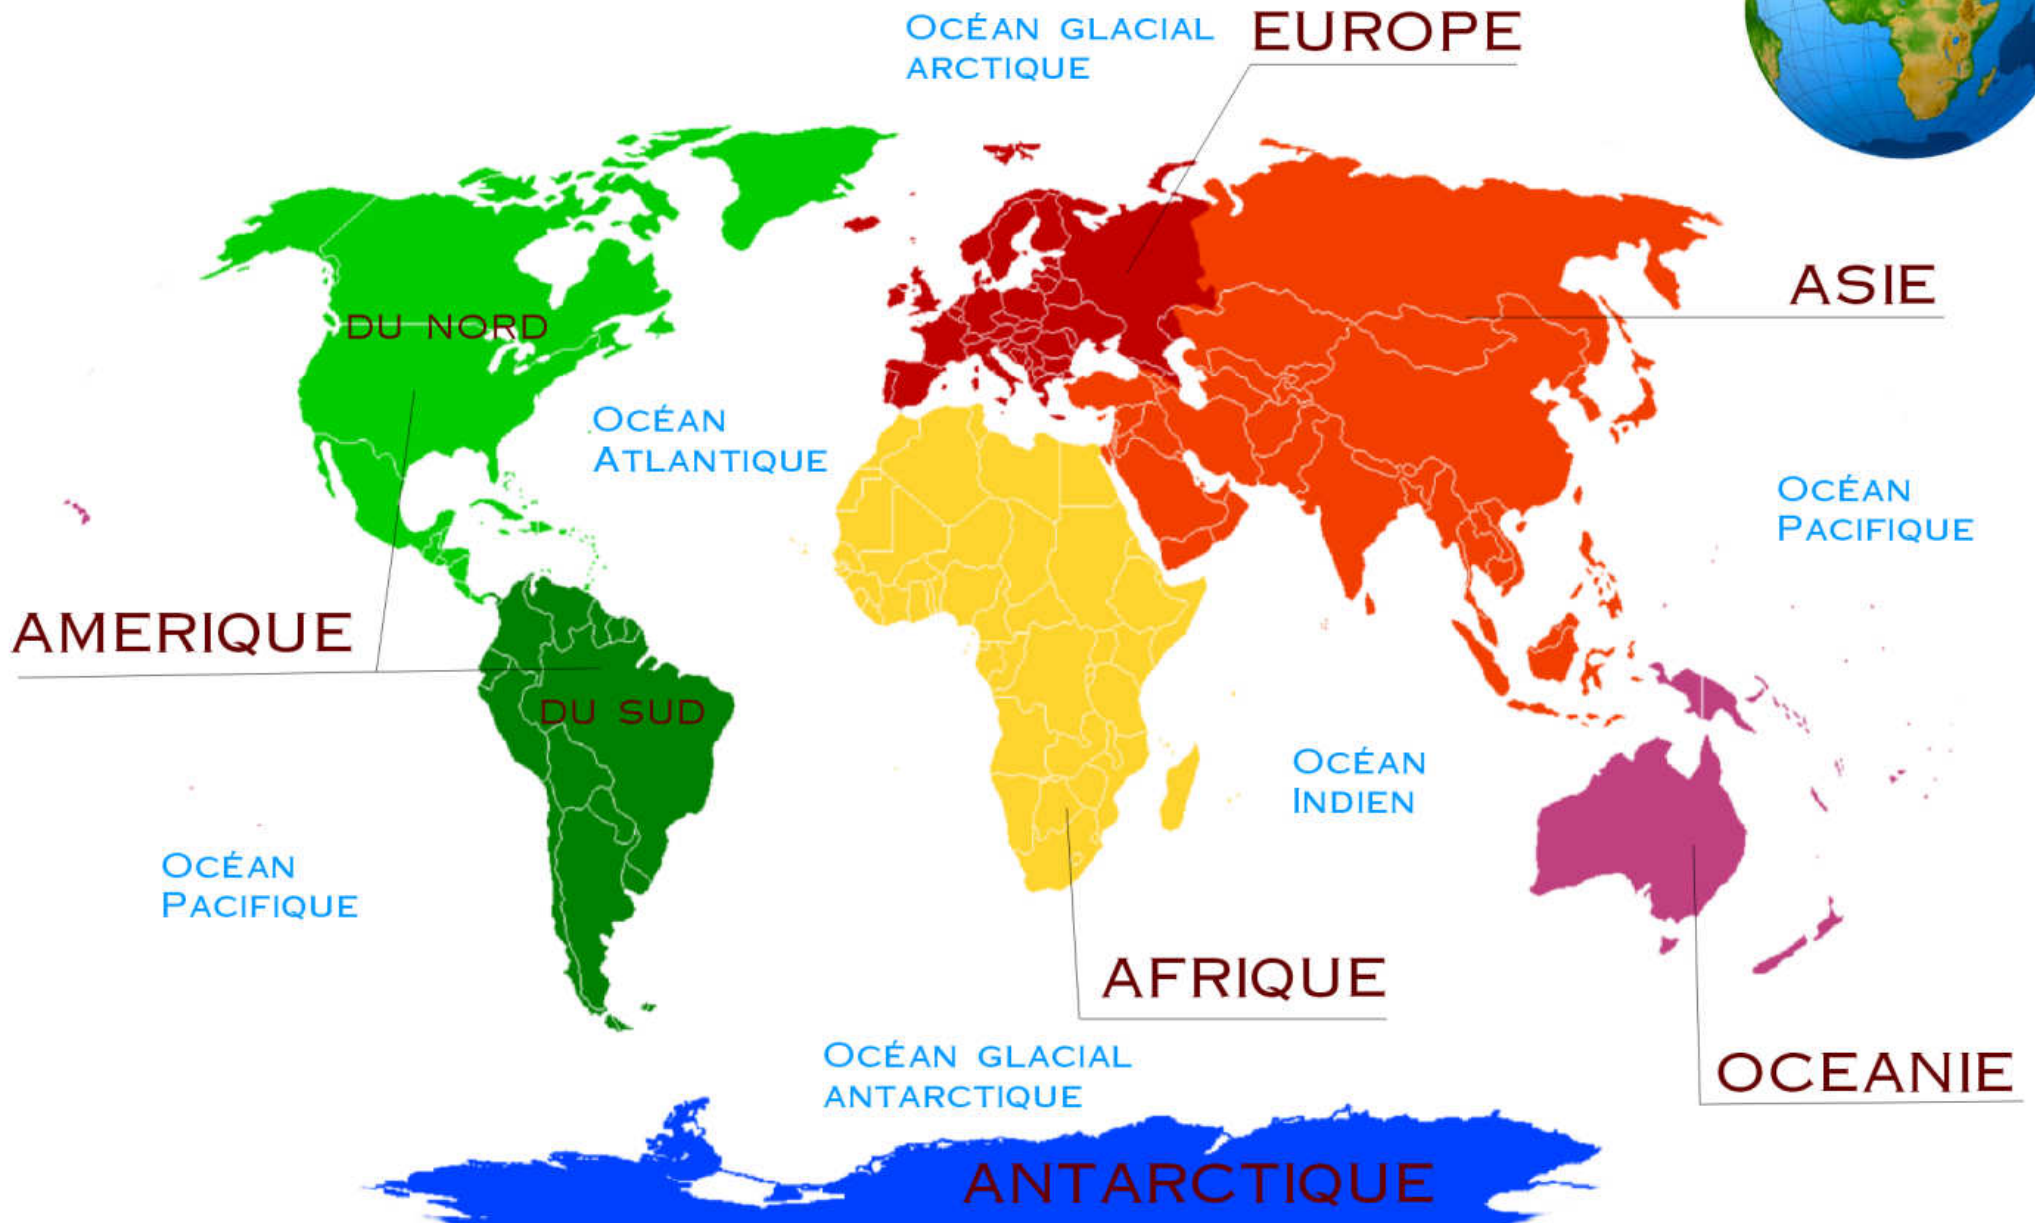 OCÉAN GLACIAL
ARCTIQUE
EUROPE
ASIE
DU NORD
OCÉAN
ATLANTIQUE
OCÉAN
PACIFIQUE
AMERIQUE
DU SUD
OCÉAN
INDIEN
OCÉAN
PACIFIQUE
AFRIQUE
OCÉAN GLACIAL
ANTARCTIQUE
OCEANIE
ANTARCTIQUE